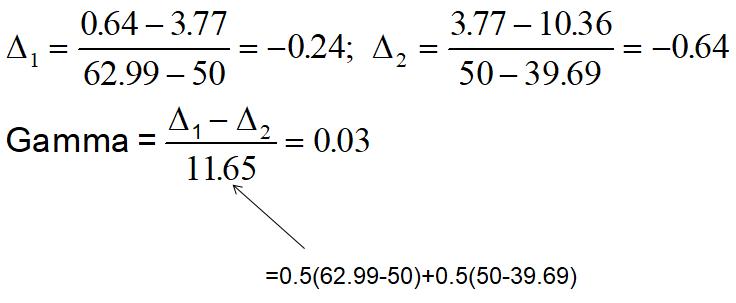 Δ₁ = (0.64 − 3.77) / (62.99 − 50) = −0.24; Δ₂ = (3.77 − 10.36) / (50 − 39.69) = −0.64
Gamma = (Δ₁ − Δ₂) / 11.65 = 0.03
=0.5(62.99-50)+0.5(50-39.69)